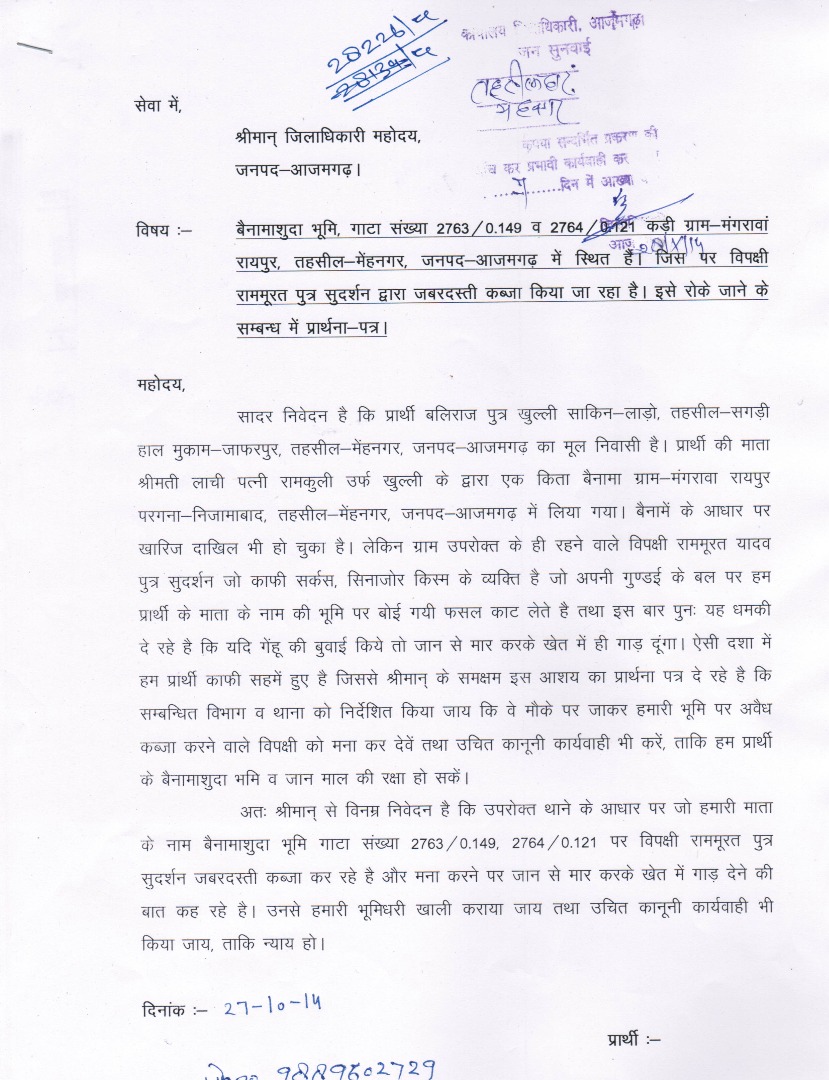 28226/
कार्यालय जिलाधिकारी, आजमगढ़
जन सुनवाई
तहसीलदार
मेंहनगर
कृपया सन्दर्भित प्रकरण की
कर प्रभावी कार्यवाही कर
दिन में आख्या
सेवा में,
श्रीमान् जिलाधिकारी महोदय,
जनपद–आजमगढ़।
विषय :– बैनामाशुदा भूमि, गाटा संख्या 2763/0.149 व 2764/0.121 कड़ी ग्राम–मंगरावां
रायपुर, तहसील–मेंहनगर, जनपद–आजमगढ़ में स्थित हैं। जिस पर विपक्षी
राममूरत पुत्र सुदर्शन द्वारा जबरदस्ती कब्जा किया जा रहा है। इसे रोके जाने के
सम्बन्ध में प्रार्थना–पत्र।
महोदय,
सादर निवेदन है कि प्रार्थी बलिराज पुत्र खुल्ली साकिन–लाड़ो, तहसील–सगड़ी
हाल मुकाम–जाफरपुर, तहसील–मेंहनगर, जनपद–आजमगढ़ का मूल निवासी है। प्रार्थी की माता
श्रीमती लाची पत्नी रामकुली उर्फ खुल्ली के द्वारा एक किता बैनामा ग्राम–मंगरावा रायपुर
परगना–निजामाबाद, तहसील–मेंहनगर, जनपद–आजमगढ़ में लिया गया। बैनामें के आधार पर
खारिज दाखिल भी हो चुका है। लेकिन ग्राम उपरोक्त के ही रहने वाले विपक्षी राममूरत यादव
पुत्र सुदर्शन जो काफी सर्कस, सिनाजोर किस्म के व्यक्ति है जो अपनी गुण्डई के बल पर हम
प्रार्थी के माता के नाम की भूमि पर बोई गयी फसल काट लेते है तथा इस बार पुनः यह धमकी
दे रहे है कि यदि गेंहू की बुवाई किये तो जान से मार करके खेत में ही गाड़ दूंगा। ऐसी दशा में
हम प्रार्थी काफी सहमें हुए है जिससे श्रीमान् के समक्षम इस आशय का प्रार्थना पत्र दे रहे है कि
सम्बन्धित विभाग व थाना को निर्देशित किया जाय कि वे मौके पर जाकर हमारी भूमि पर अवैध
कब्जा करने वाले विपक्षी को मना कर देवें तथा उचित कानूनी कार्यवाही भी करें, ताकि हम प्रार्थी
के बैनामाशुदा भमि व जान माल की रक्षा हो सकें।
अतः श्रीमान् से विनम्र निवेदन है कि उपरोक्त थाने के आधार पर जो हमारी माता
के नाम बैनामाशुदा भूमि गाटा संख्या 2763/0.149, 2764/0.121 पर विपक्षी राममूरत पुत्र
सुदर्शन जबरदस्ती कब्जा कर रहे है और मना करने पर जान से मार करके खेत में गाड़ देने की
बात कह रहे है। उनसे हमारी भूमिधरी खाली कराया जाय तथा उचित कानूनी कार्यवाही भी
किया जाय, ताकि न्याय हो।
दिनांक :– 27-10-14
प्रार्थी :–
9889602729